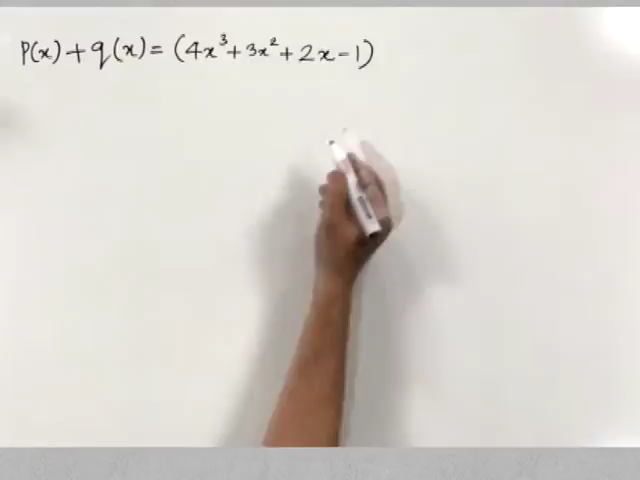 P(x) + q(x) = (4x³ + 3x² + 2x - 1)